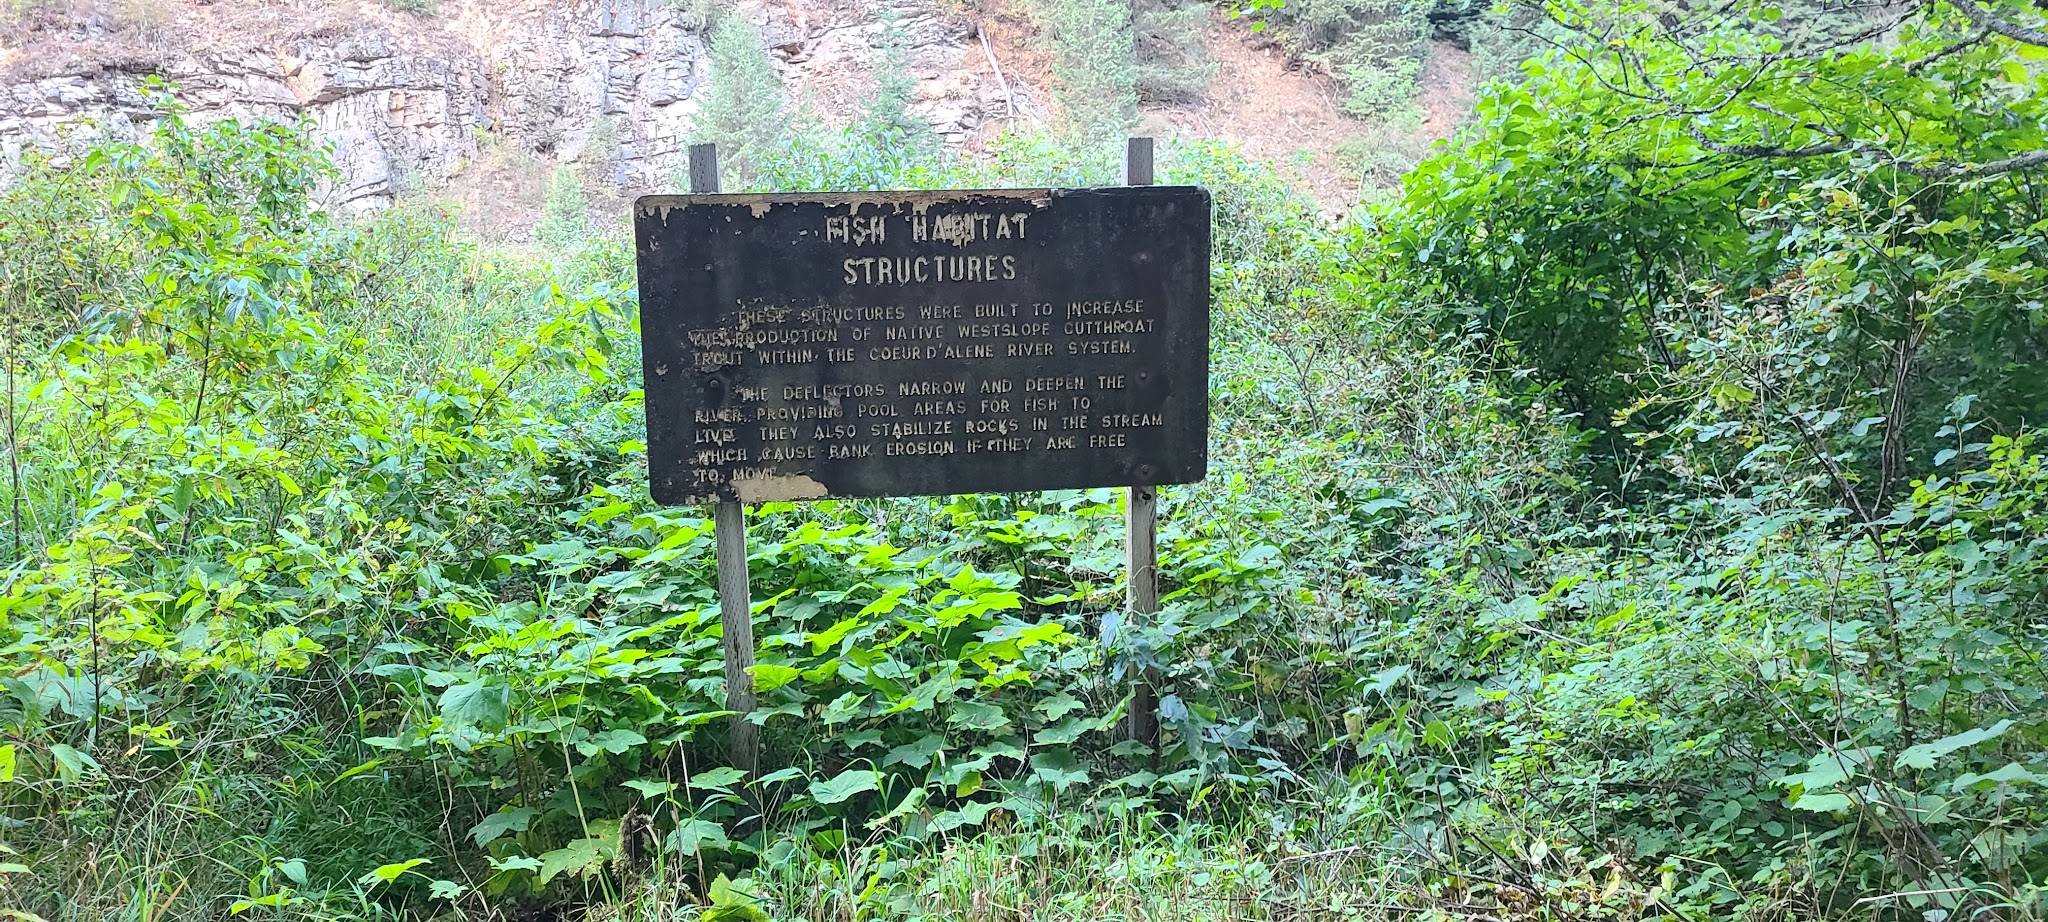 FISH HABITAT
STRUCTURES
THESE STRUCTURES WERE BUILT TO INCREASE
THE PRODUCTION OF NATIVE WESTSLOPE CUTTHROAT
TROUT WITHIN THE COEUR D'ALENE RIVER SYSTEM.
THE DEFLECTORS NARROW AND DEEPEN THE
RIVER, PROVIDING POOL AREAS FOR FISH TO
LIVE. THEY ALSO STABILIZE ROCKS IN THE STREAM
WHICH CAUSE BANK EROSION IF THEY ARE FREE
TO MOVE